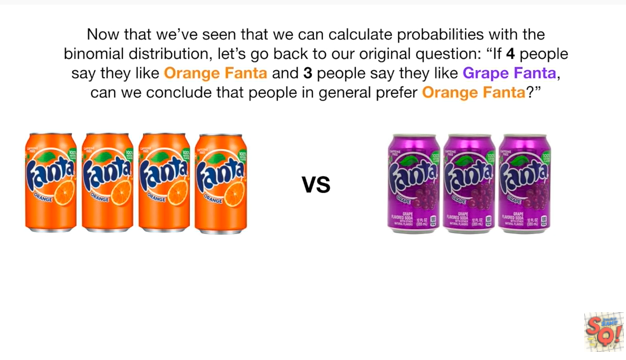 Now that we've seen that we can calculate probabilities with the
binomial distribution, let's go back to our original question: “If 4 people
say they like Orange Fanta and 3 people say they like Grape Fanta,
can we conclude that people in general prefer Orange Fanta?”
Fanta Fanta Fanta Fanta
ORANGE ORANGE ORANGE ORANGE
VS
Fanta Fanta Fanta
GRAPE GRAPE GRAPE
SQ!